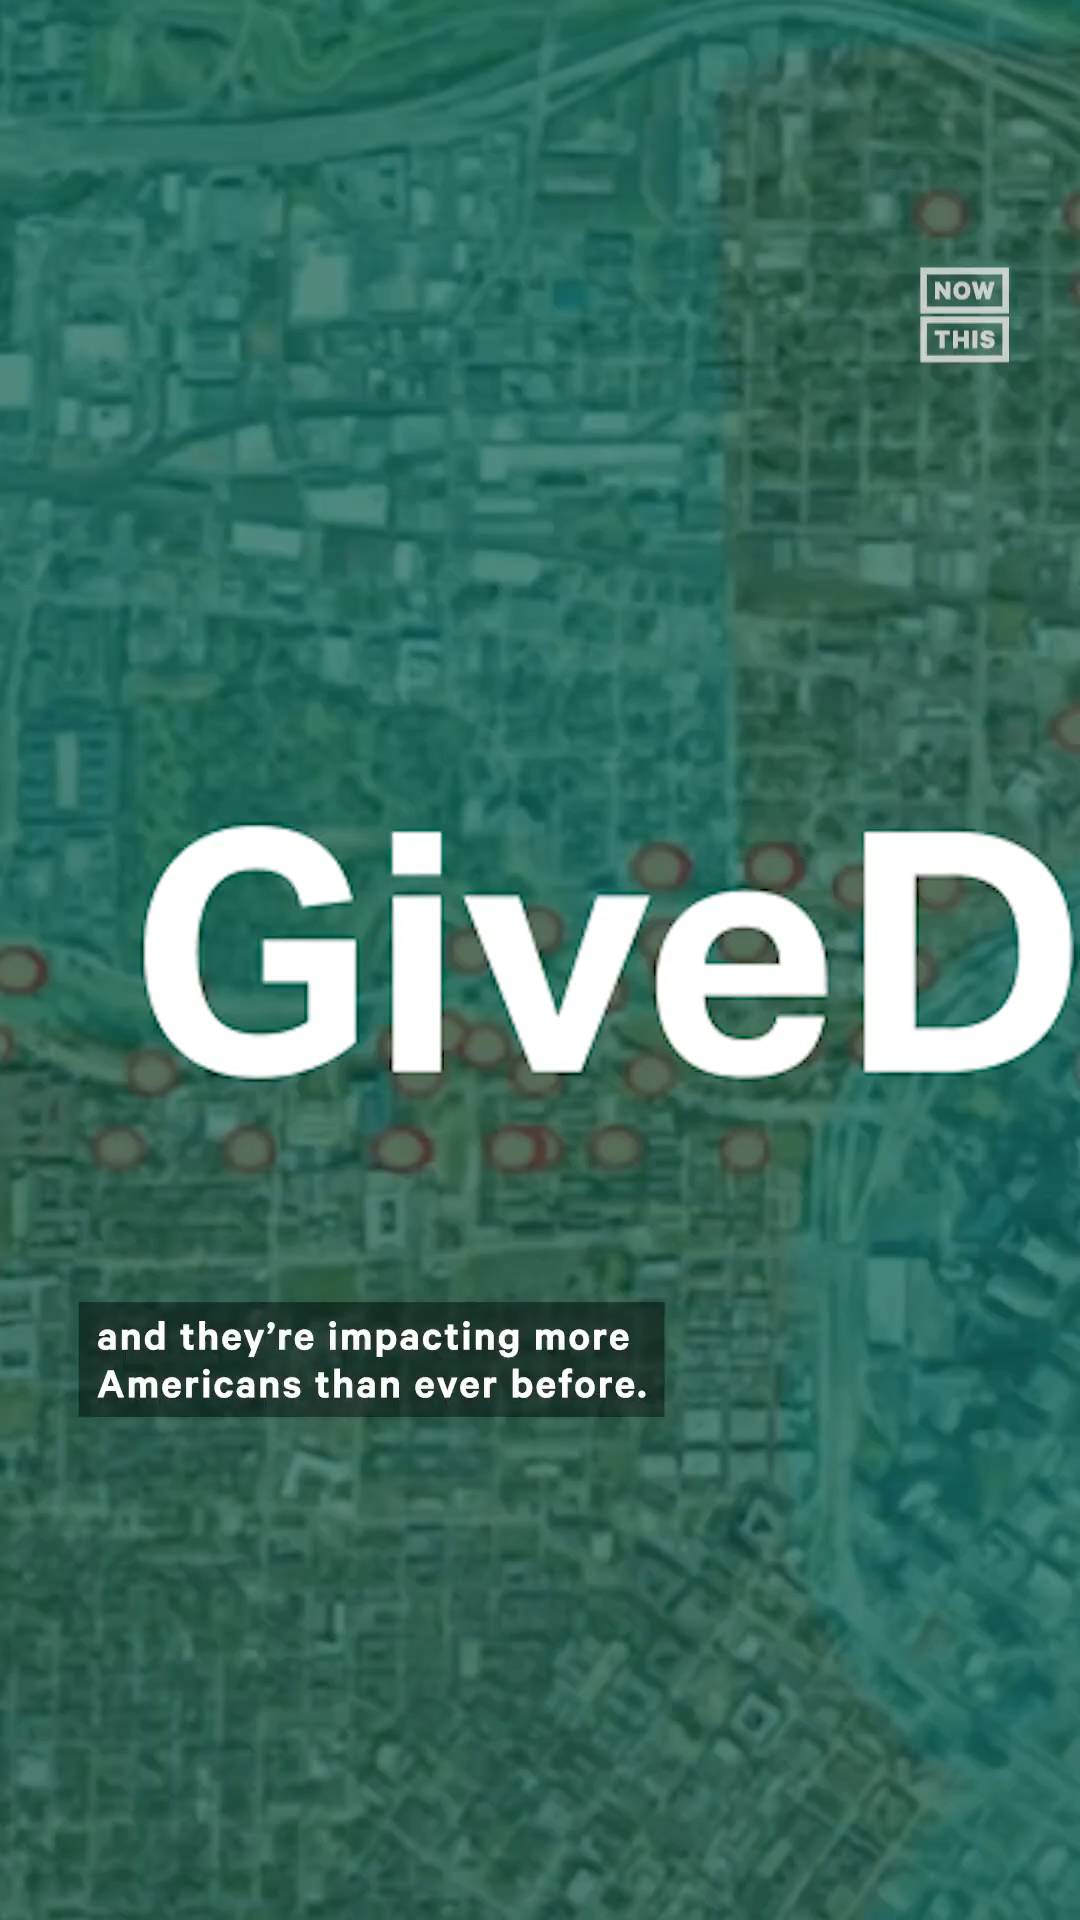 NOW
THIS
GiveD
and they’re impacting more
Americans than ever before.